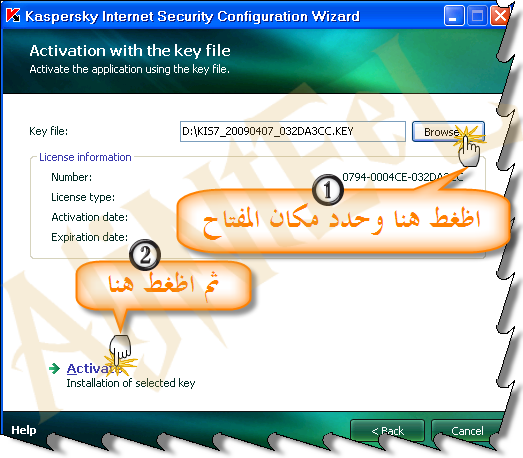 Kaspersky Internet Security Configuration Wizard
Activation with the key file
Activate the application using the key file.
Key file:
D:\KIS7_20090407_032DA3CC.KEY
Browse
License information
Number:
0794-0004CE-032DA3CC
License type:
1
اظغط هنا وحدد مكان المفتاح
Activation date:
Expiration date:
2
ثم اظغط هنا
Activate
Installation of selected key
Help
< Back
Cancel